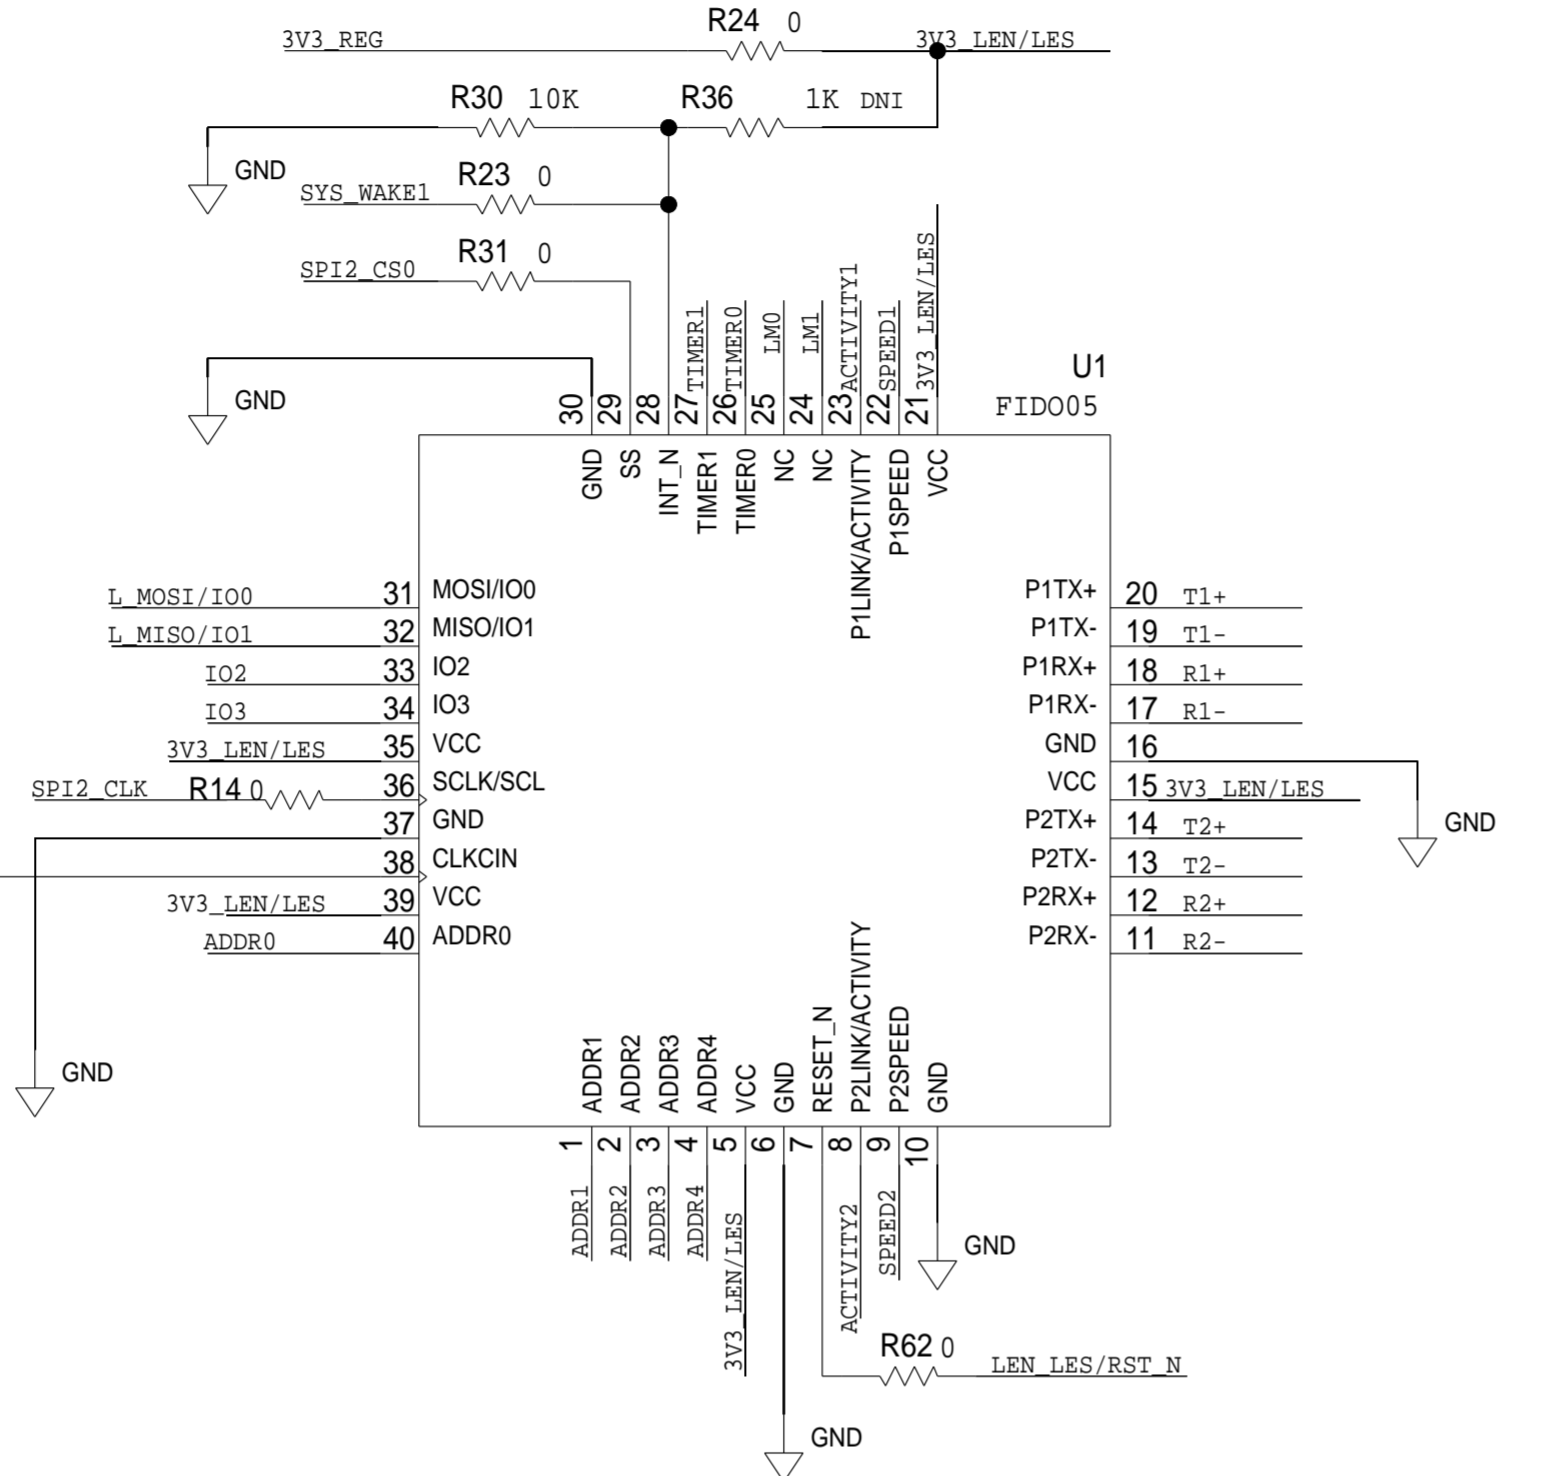 R24 0
3V3_REG
3V3_LEN/LES
R30 10K
R36 1K DNI
GND
R23 0
SYS_WAKE1
R31 0
SPI2_CS0
GND
TIMER1
TIMER0
LM0
LM1
ACTIVITY1
SPEED1
3V3_LEN/LES
U1
FIDO05
30
29
28
27
26
25
24
23
22
21
GND
SS
INT_N
TIMER1
TIMER0
NC
NC
P1LINK/ACTIVITY
P1SPEED
VCC
L_MOSI/IO0 31 MOSI/IO0
L_MISO/IO1 32 MISO/IO1
IO2 33 IO2
IO3 34 IO3
3V3_LEN/LES 35 VCC
SPI2_CLK R14 0 36 SCLK/SCL
37 GND
38 CLKCIN
3V3_LEN/LES 39 VCC
ADDR0 40 ADDR0
GND
P1TX+ 20 T1+
P1TX- 19 T1-
P1RX+ 18 R1+
P1RX- 17 R1-
GND 16
VCC 15 3V3_LEN/LES
P2TX+ 14 T2+
P2TX- 13 T2-
P2RX+ 12 R2+
P2RX- 11 R2-
GND
ADDR1
ADDR2
ADDR3
ADDR4
VCC
GND
RESET_N
P2LINK/ACTIVITY
P2SPEED
GND
1
2
3
4
5
6
7
8
9
10
ADDR1
ADDR2
ADDR3
ADDR4
3V3_LEN/LES
ACTIVITY2
SPEED2
GND
R62 0
LEN_LES/RST_N
GND